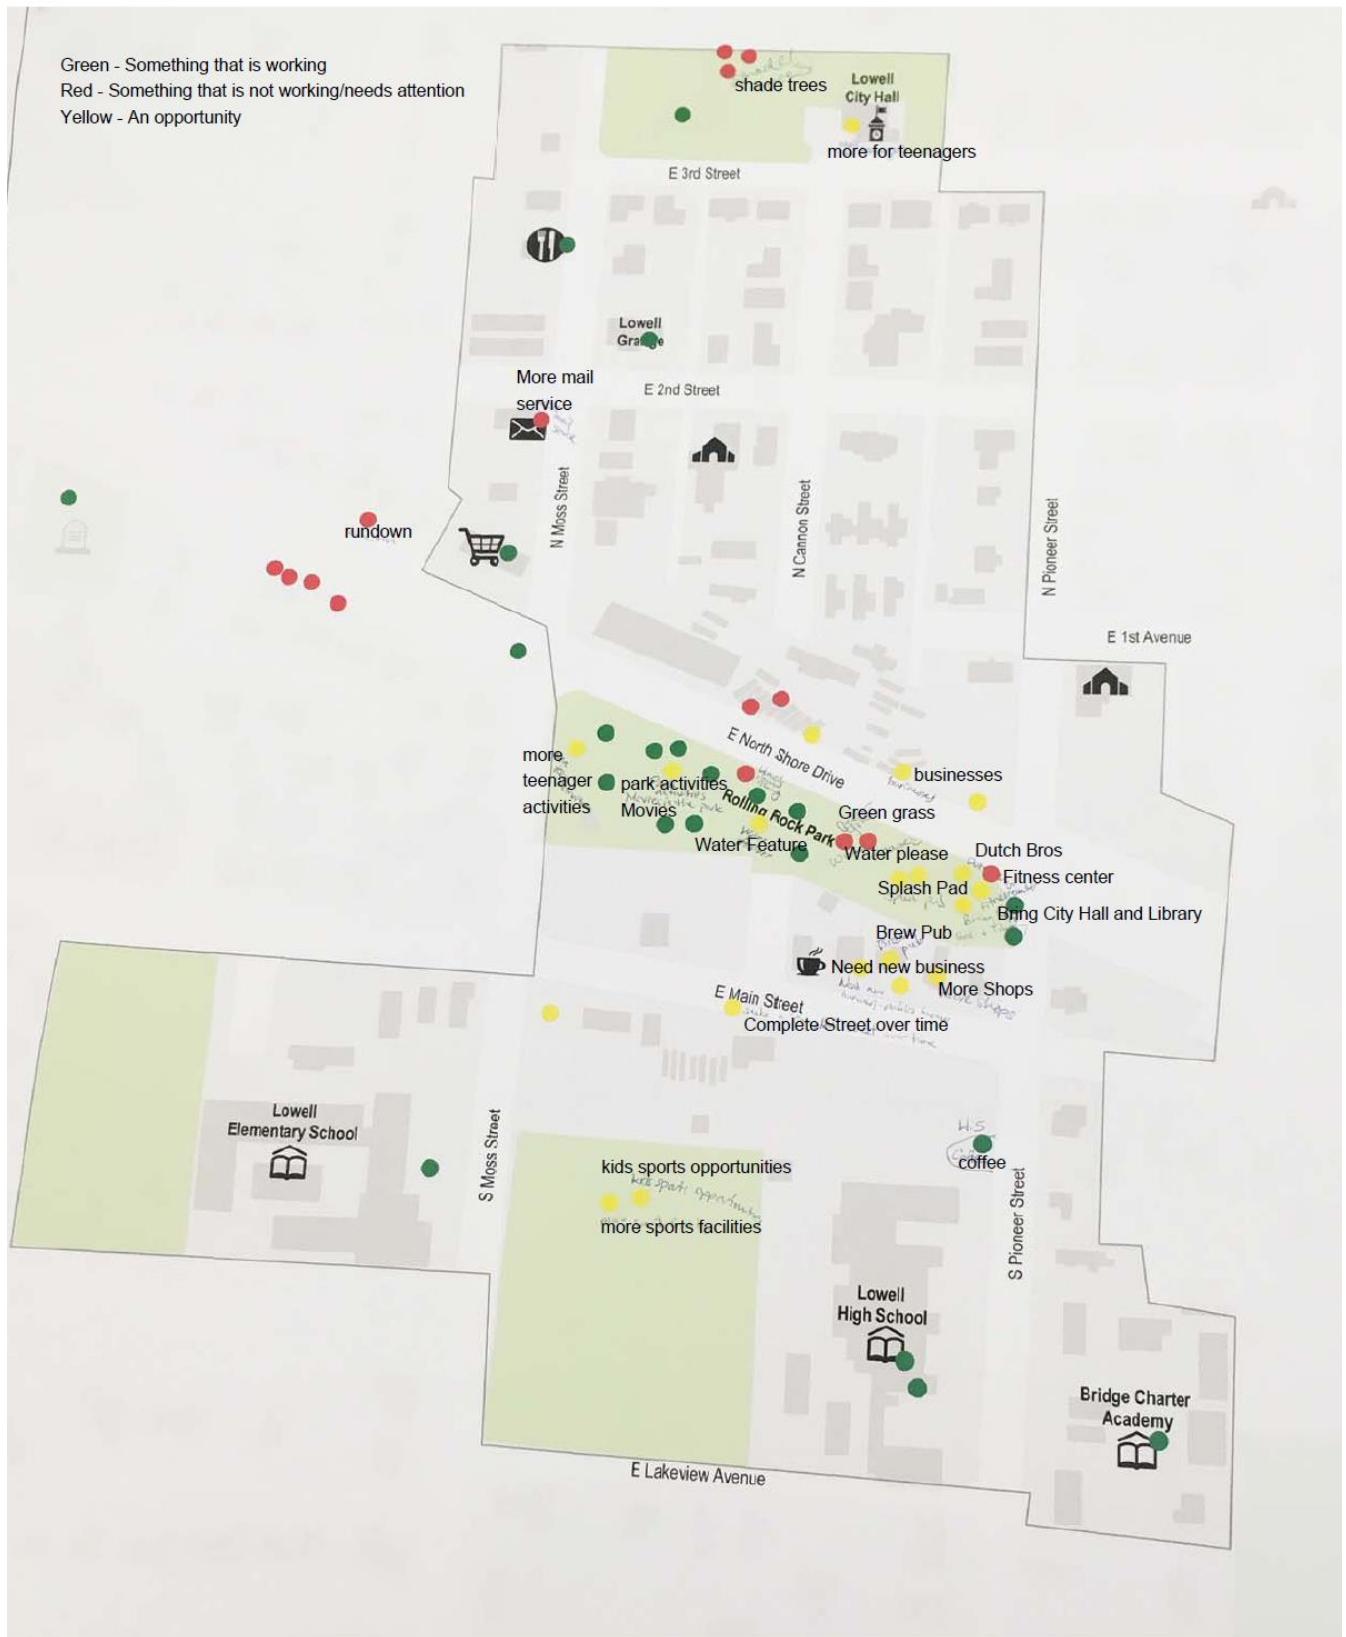 Green - Something that is working
Red - Something that is not working/needs attention
Yellow - An opportunity
shade trees
Lowell
City Hall
more for teenagers
E 3rd Street
Lowell
E 2nd Street
More mail
service
N Moss Street
N Cannon Street
N Pioneer Street
rundown
E 1st Avenue
E North Shore Drive
businesses
more
teenager
activities
park activities
Movies
Rolling Rock Park
Green grass
Water Feature
Water please
Dutch Bros
Fitness center
Splash Pad
Bring City Hall and Library
Brew Pub
Need new business
More Shops
E Main Street
Complete Street over time
Lowell
Elementary School
S Moss Street
H.S
coffee
kids sports opportunities
kids sports opportunities
more sports facilities
S Pioneer Street
Lowell
High School
Bridge Charter
Academy
E Lakeview Avenue